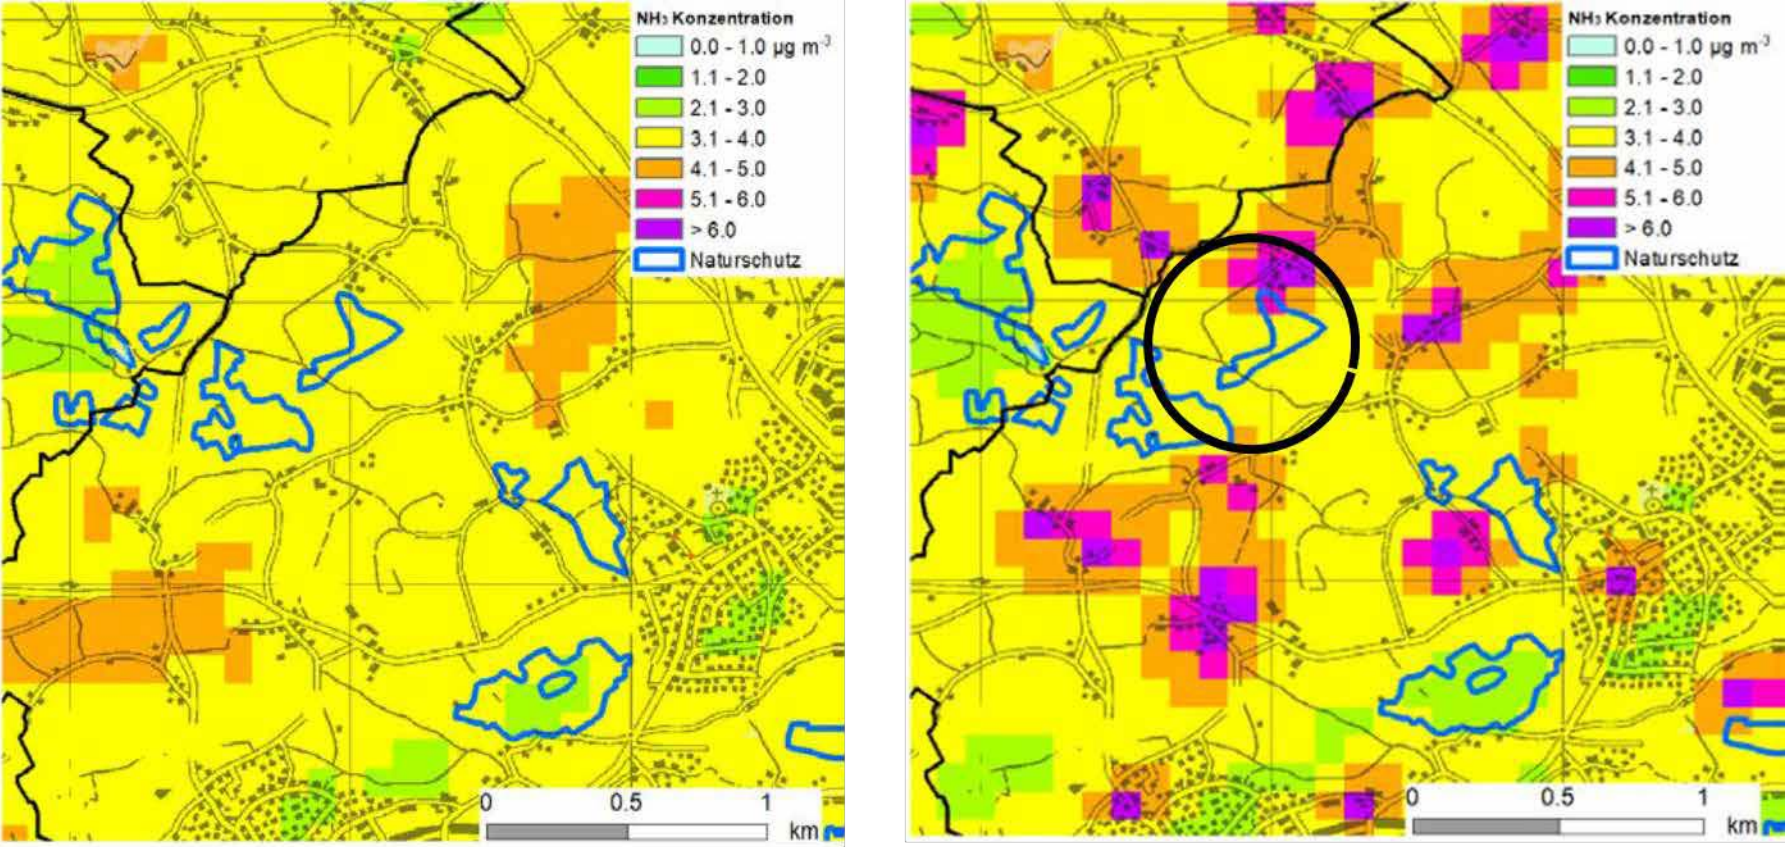 NH₃ Konzentration
0.0 - 1.0 µg m⁻³
1.1 - 2.0
2.1 - 3.0
3.1 - 4.0
4.1 - 5.0
5.1 - 6.0
> 6.0
Naturschutz
0 0.5 1
km
NH₃ Konzentration
0.0 - 1.0 µg m⁻³
1.1 - 2.0
2.1 - 3.0
3.1 - 4.0
4.1 - 5.0
5.1 - 6.0
> 6.0
Naturschutz
0 0.5 1
km